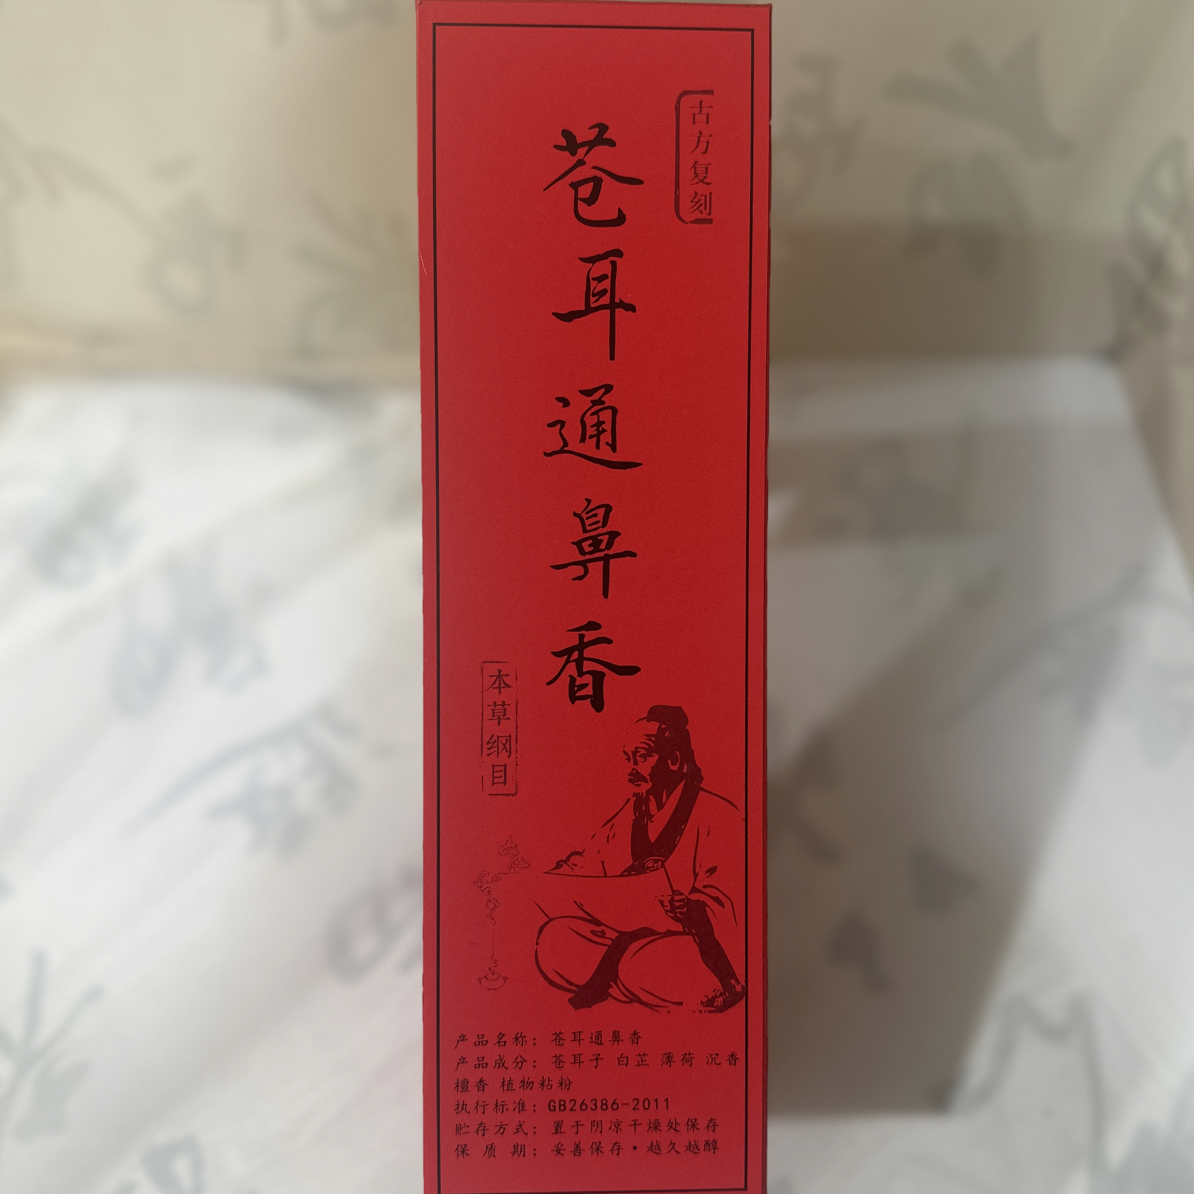 古方复刻
苍耳通鼻香
本草纲目
产品名称：苍耳通鼻香
产品成分：苍耳子 白芷 薄荷 沉香
檀香 植物粘粉
执行标准：GB26386-2011
贮存方式：置于阴凉干燥处保存
保 质 期：妥善保存·越久越醇